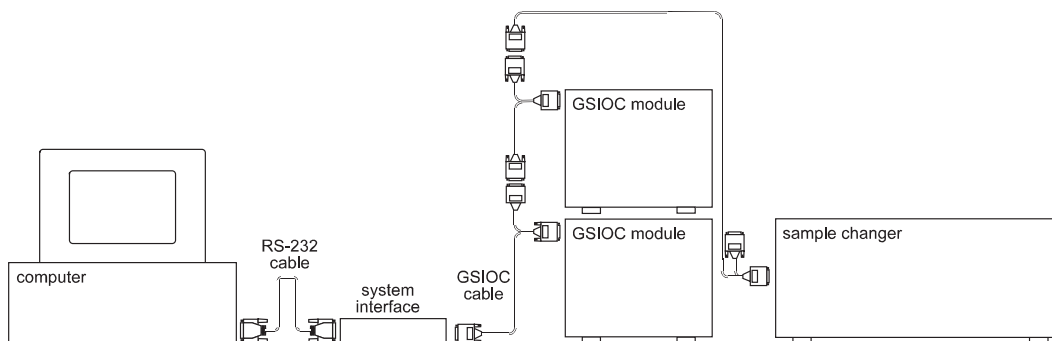 GSIOC module
GSIOC module
sample changer
RS-232
cable
GSIOC
cable
computer
system
interface